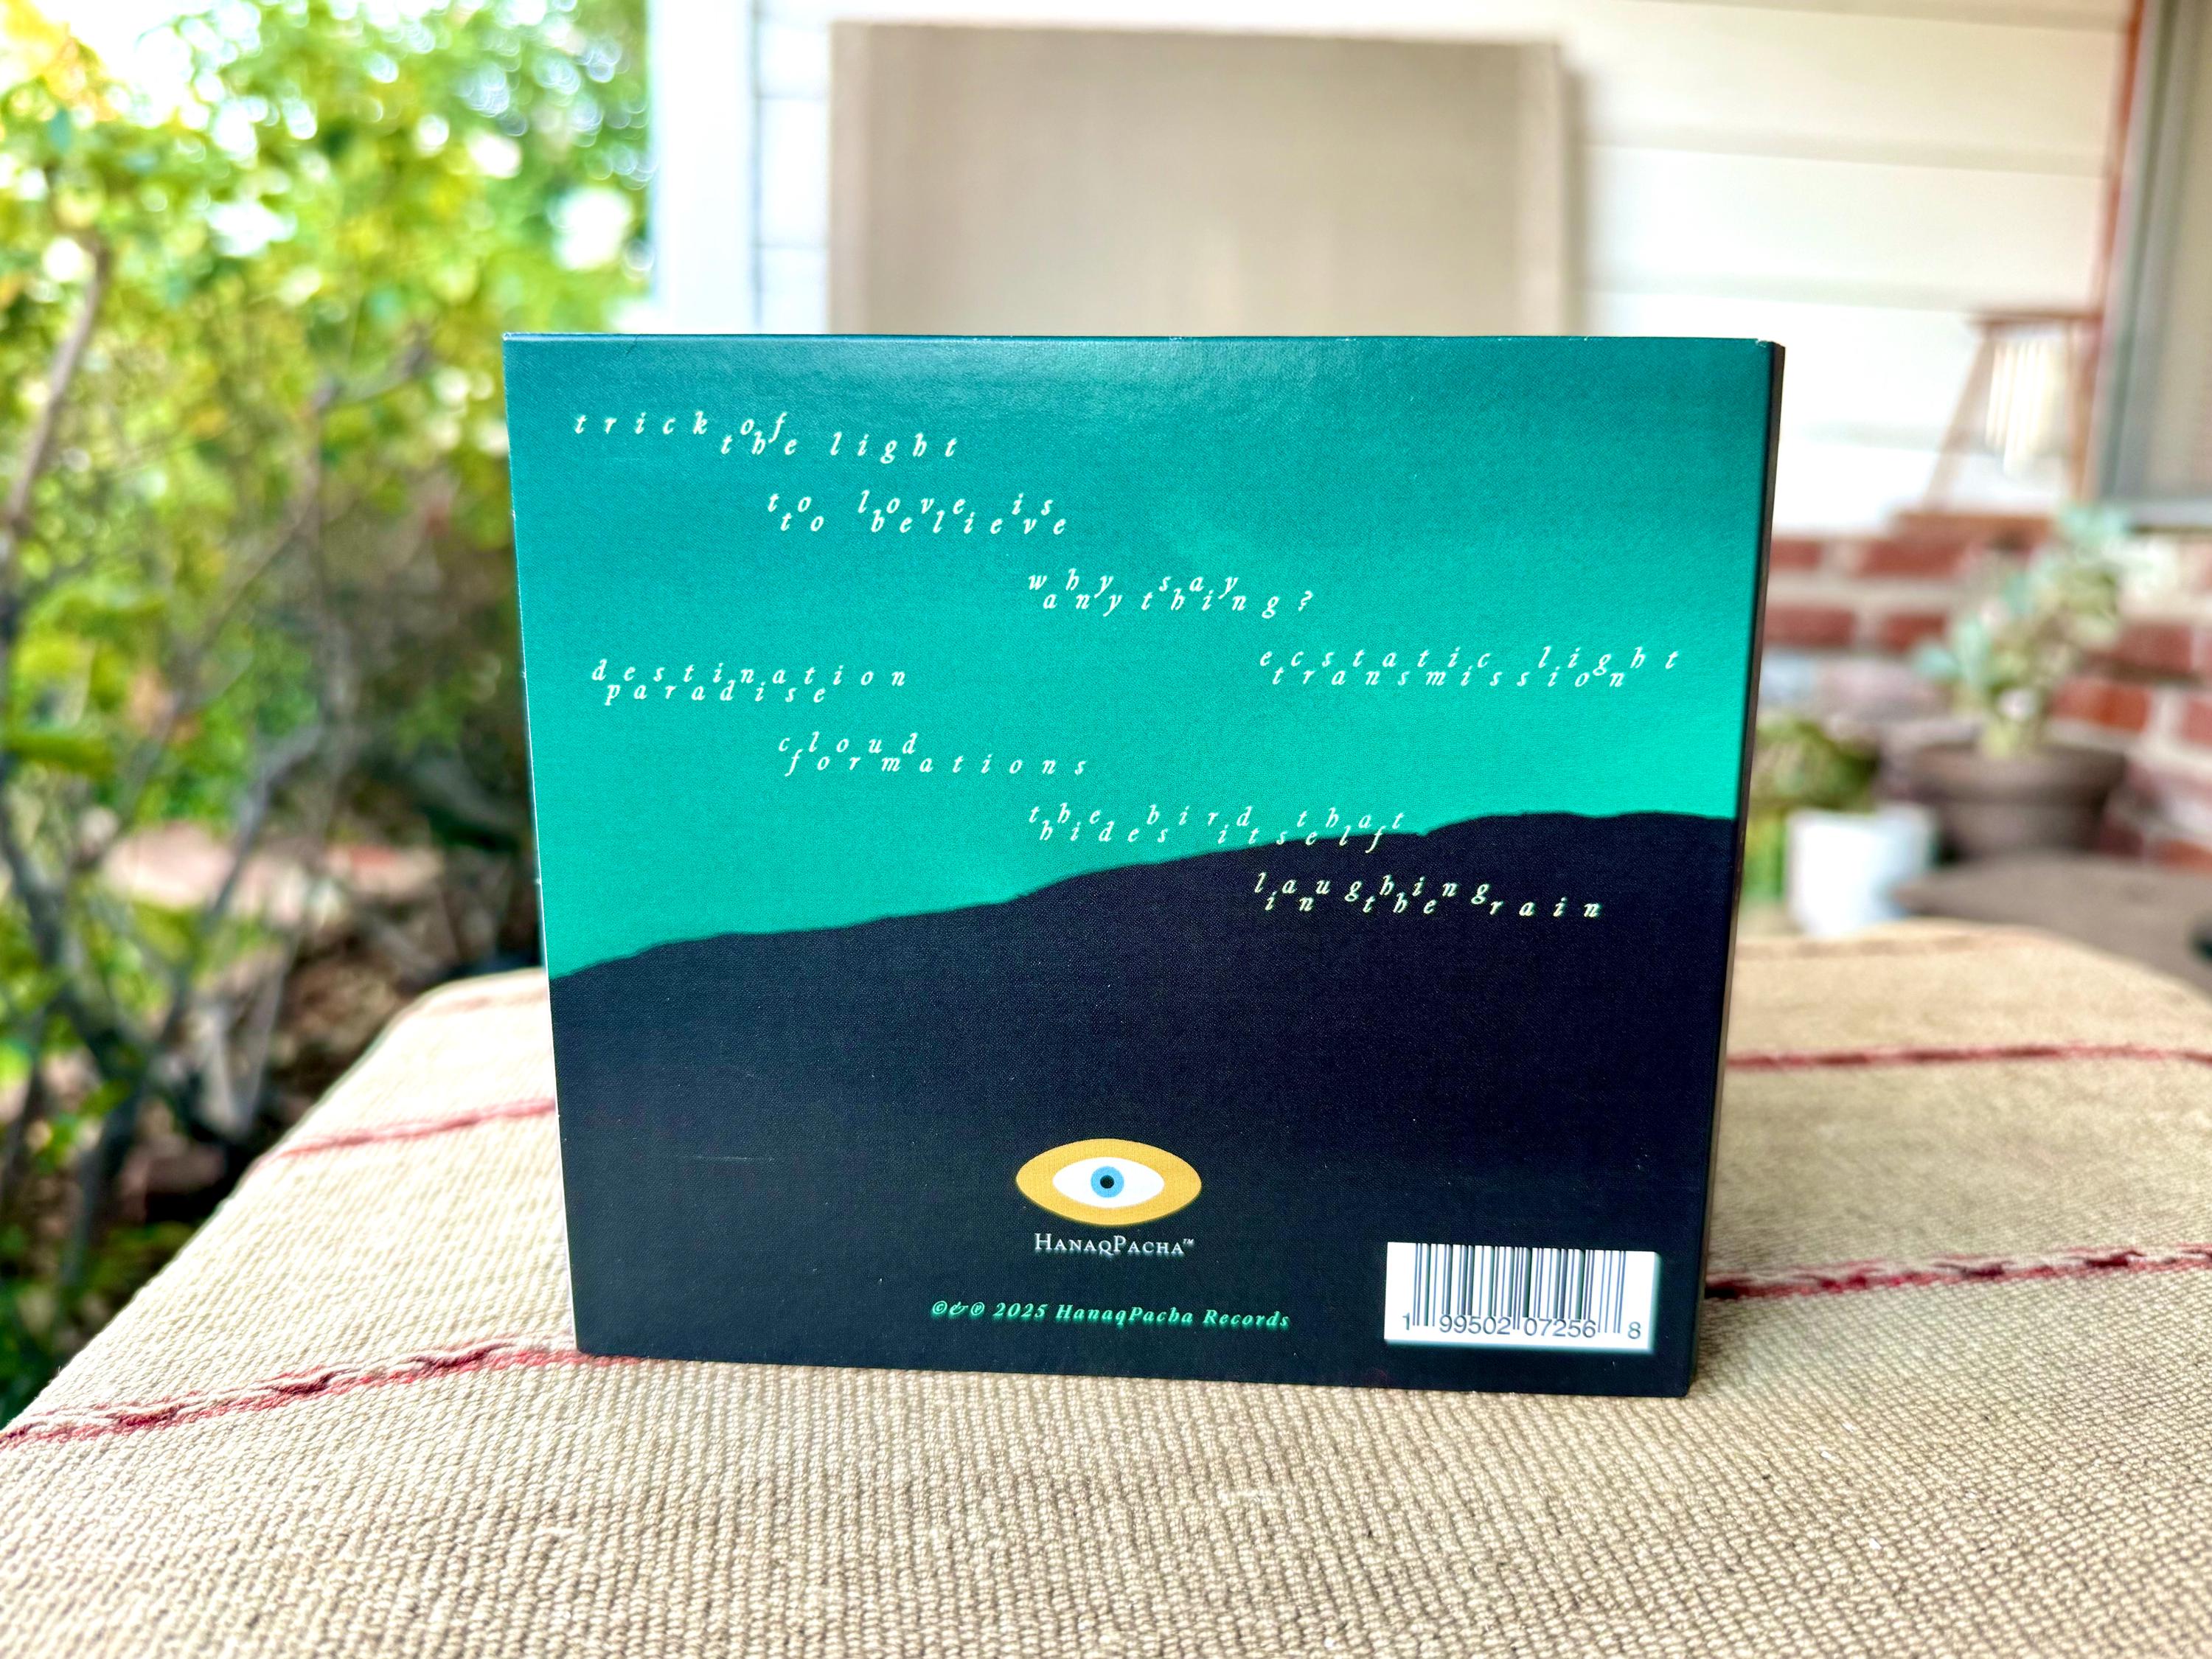 trick of
the light
to love is
to believe
why say
anything?
ecstatic light
transmission
destination
paradise
cloud
formations
the bird that
hides itself
laughing
in the rain
HanaqPacha™
©&℗ 2025 HanaqPacha Records
1 99502 07256 8